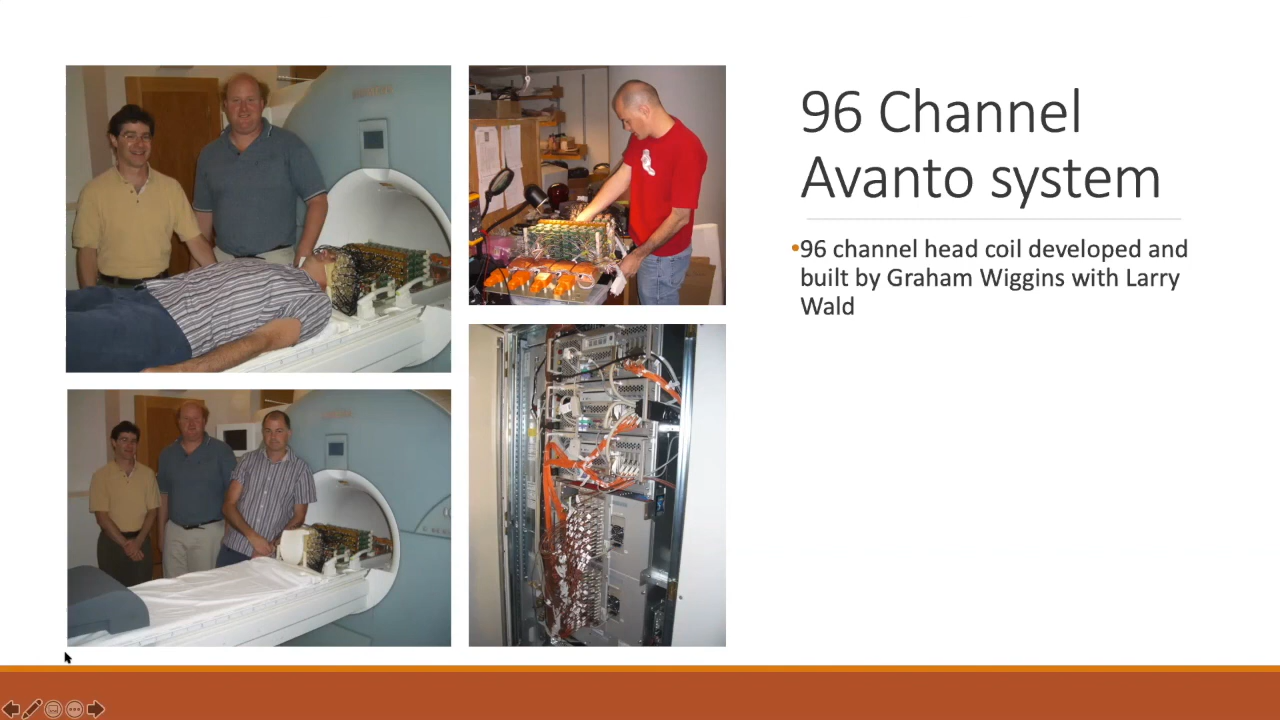 96 Channel
Avanto system
•96 channel head coil developed and
built by Graham Wiggins with Larry
Wald